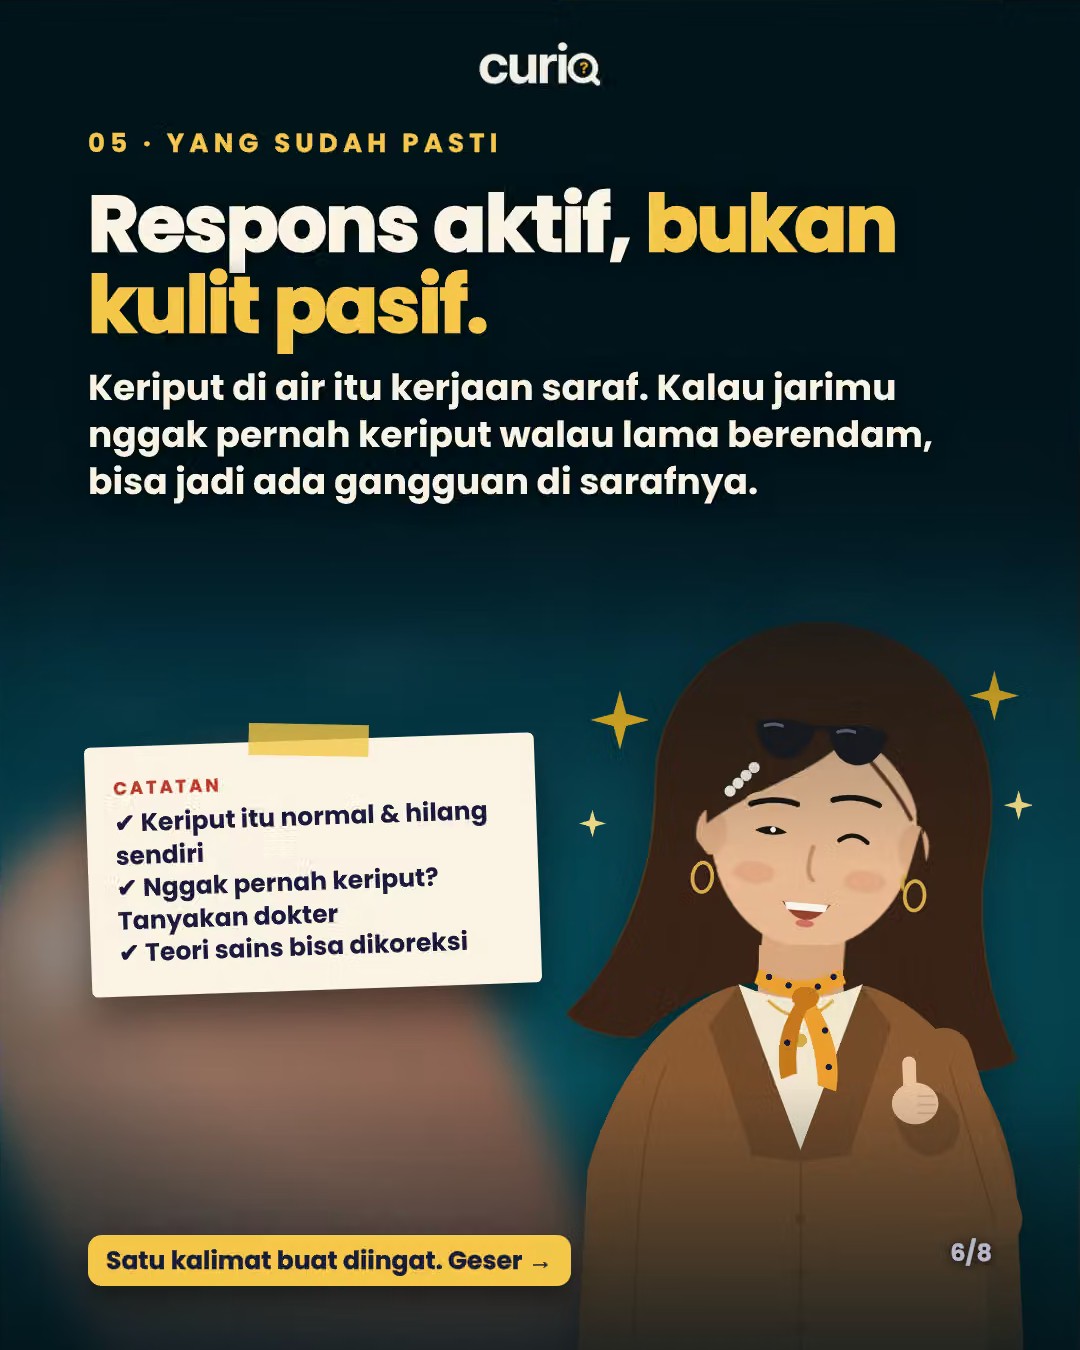 curiQ
05 · YANG SUDAH PASTI
Respons aktif, bukan
kulit pasif.
Keriput di air itu kerjaan saraf. Kalau jarimu
nggak pernah keriput walau lama berendam,
bisa jadi ada gangguan di sarafnya.
CATATAN
✔ Keriput itu normal & hilang
sendiri
✔ Nggak pernah keriput?
Tanyakan dokter
✔ Teori sains bisa dikoreksi
Satu kalimat buat diingat. Geser →
6/8